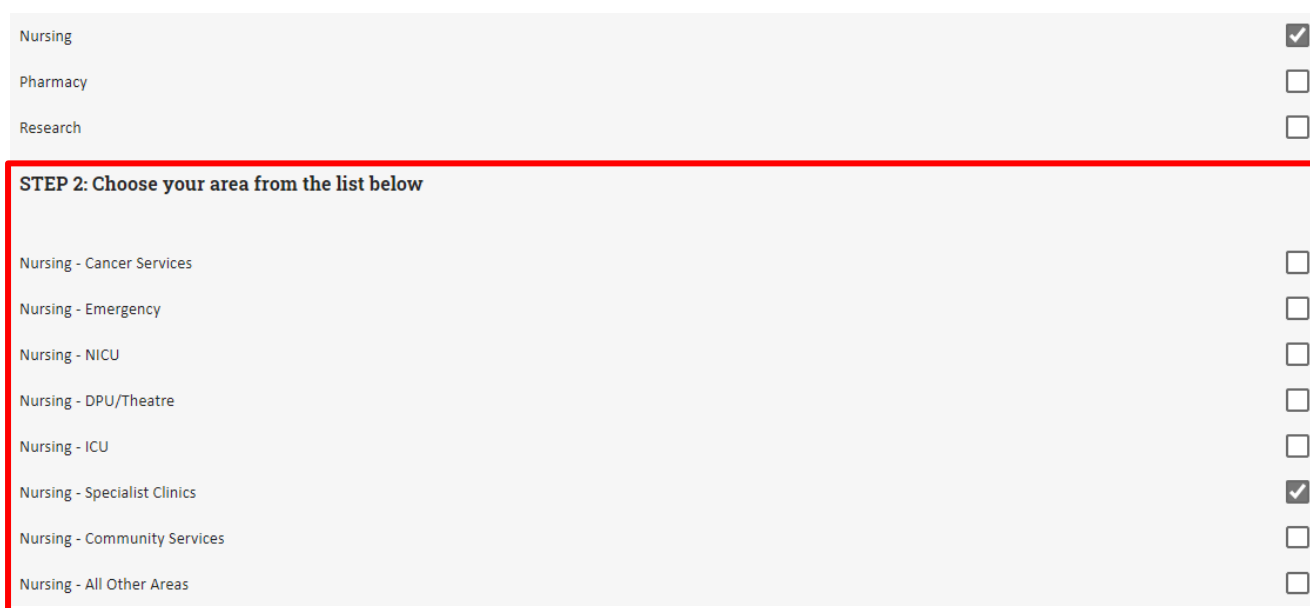 Nursing
Pharmacy
Research
STEP 2: Choose your area from the list below
Nursing - Cancer Services
Nursing - Emergency
Nursing - NICU
Nursing - DPU/Theatre
Nursing - ICU
Nursing - Specialist Clinics
Nursing - Community Services
Nursing - All Other Areas